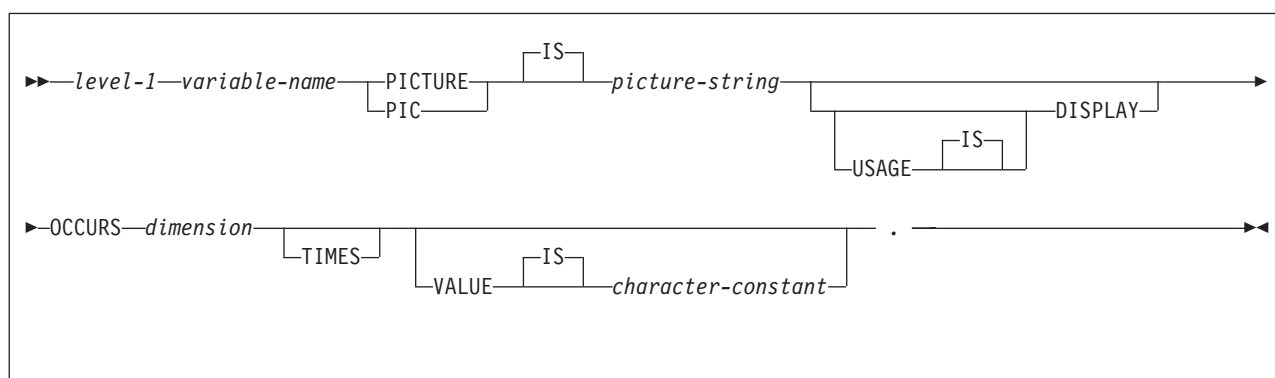 IS
level-1 variable-name PICTURE picture-string
PIC DISPLAY
IS
USAGE
OCCURS dimension .
TIMES IS
VALUE character-constant